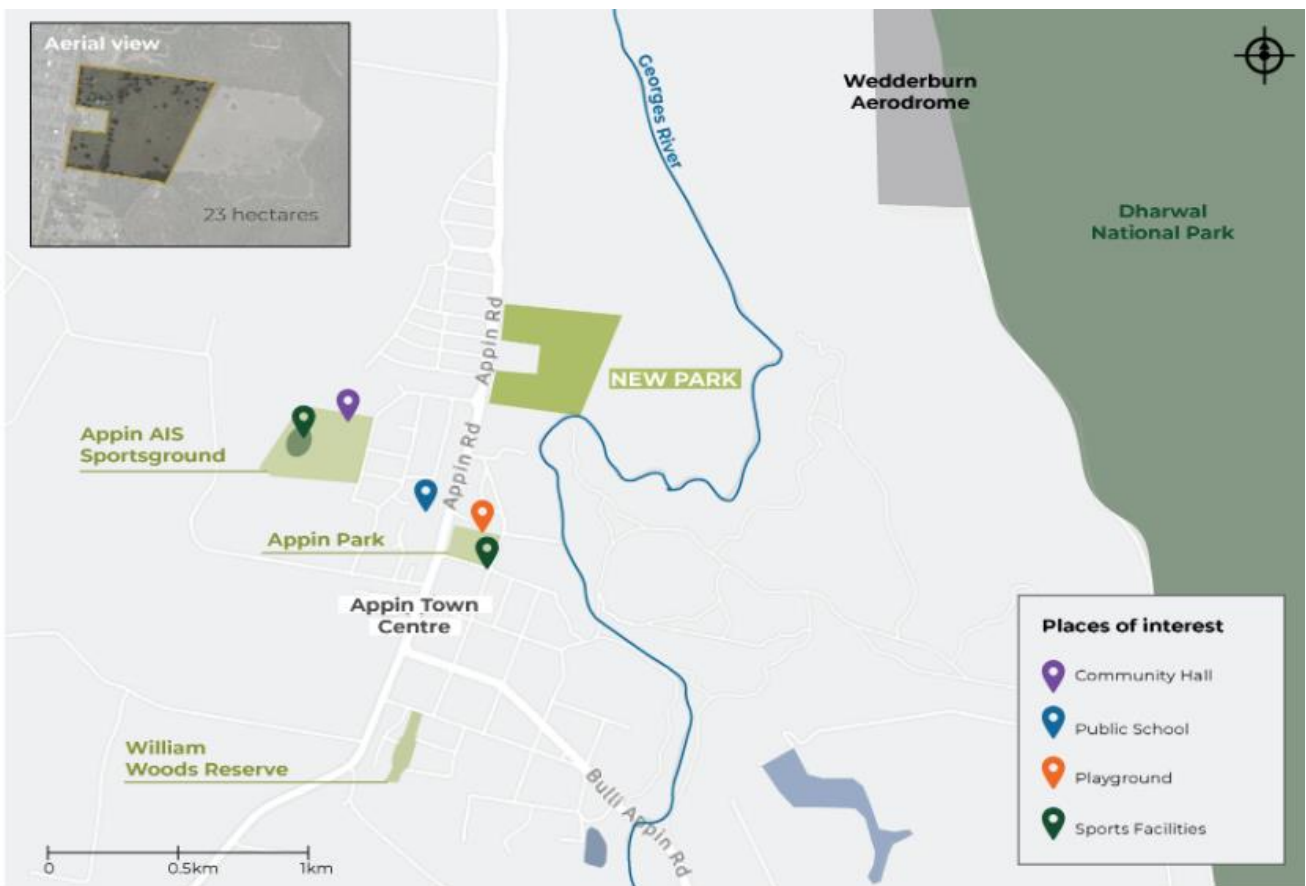 Aerial view
23 hectares
Georges River
Wedderburn
Aerodrome
Dharwal
National Park
Appin Rd
NEW PARK
Appin AIS
Sportsground
Appin Rd
Appin Park
Appin Town
Centre
William
Woods Reserve
Bulli Appin Rd
Places of interest
Community Hall
Public School
Playground
Sports Facilities
0 0.5km 1km